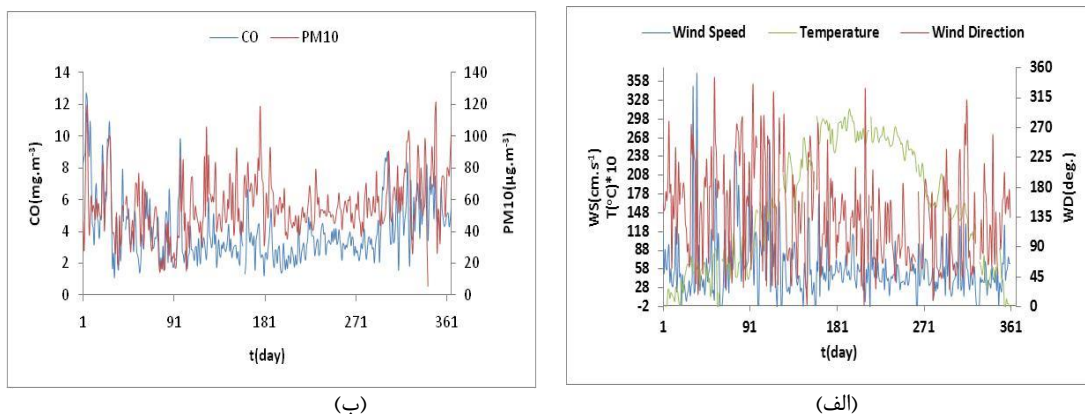 CO PM10
CO(mg.m⁻³)
14
12
10
8
6
4
2
0
PM10(µg.m⁻³)
140
120
100
80
60
40
20
0
1 91 181 271 361
t(day)
(ب)
Wind Speed Temperature Wind Direction
WS(cm.s⁻¹)
T(°C)*10
358
328
298
268
238
208
178
148
118
88
58
28
-2
WD(deg.)
360
315
270
225
180
135
90
45
0
1 91 181 271 361
t(day)
(الف)